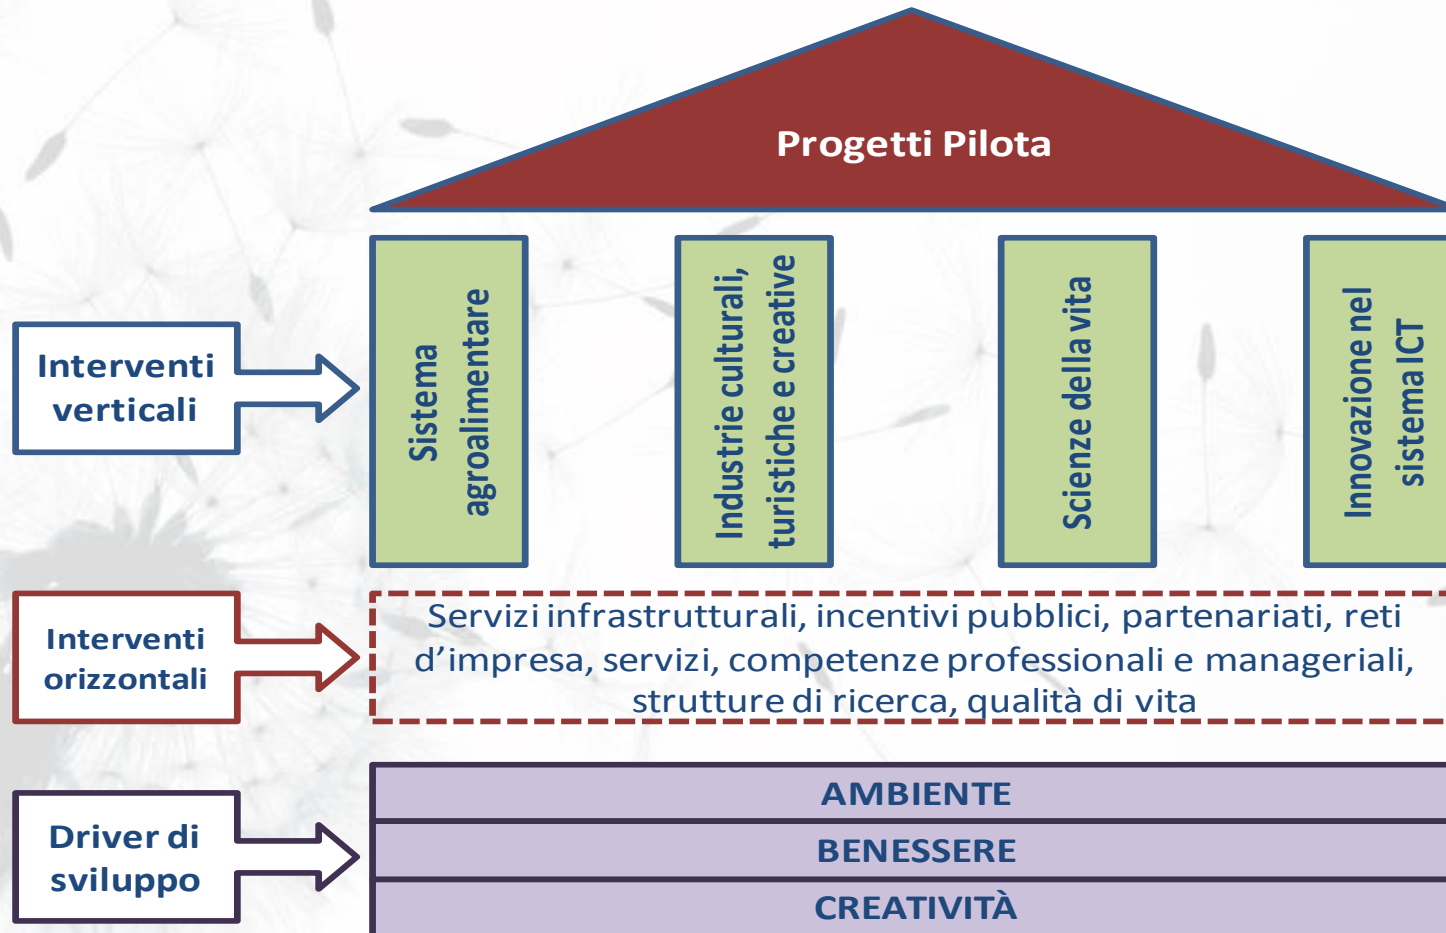 Progetti Pilota
Interventi
verticali
Sistema
agroalimentare
Industrie culturali,
turistiche e creative
Scienze della vita
Innovazione nel
sistema ICT
Interventi
orizzontali
Servizi infrastrutturali, incentivi pubblici, partenariati, reti
d’impresa, servizi, competenze professionali e manageriali,
strutture di ricerca, qualità di vita
Driver di
sviluppo
AMBIENTE
BENESSERE
CREATIVITÀ